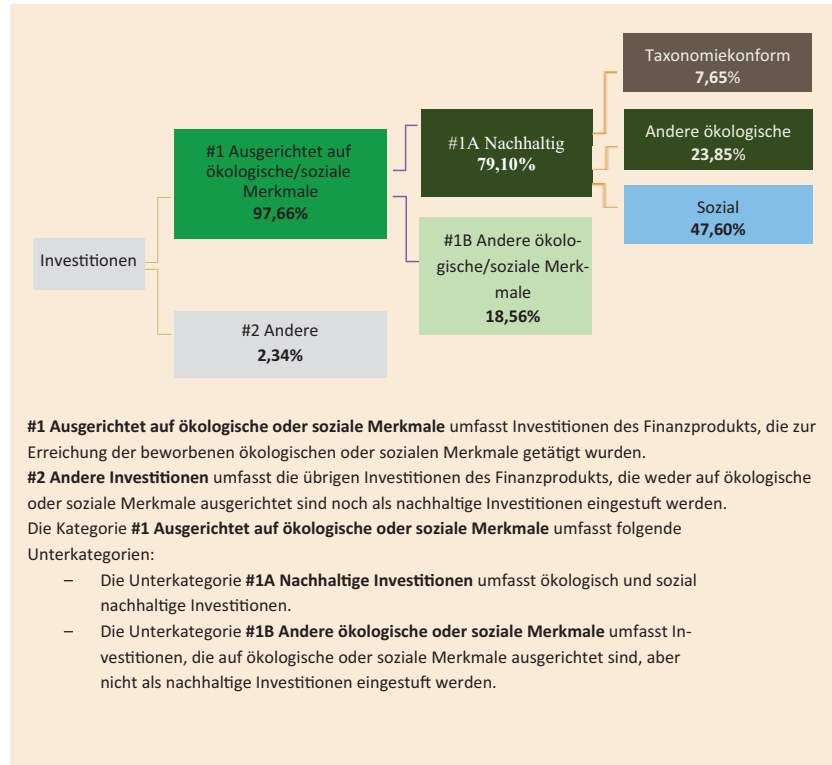 Investitionen
#1 Ausgerichtet auf
ökologische/soziale
Merkmale
97,66%
#2 Andere
2,34%
#1A Nachhaltig
79,10%
#1B Andere ökolo-
gische/soziale Merk-
male
18,56%
Taxonomiekonform
7,65%
Andere ökologische
23,85%
Sozial
47,60%
#1 Ausgerichtet auf ökologische oder soziale Merkmale umfasst Investitionen des Finanzprodukts, die zur
Erreichung der beworbenen ökologischen oder sozialen Merkmale getätigt wurden.
#2 Andere Investitionen umfasst die übrigen Investitionen des Finanzprodukts, die weder auf ökologische
oder soziale Merkmale ausgerichtet sind noch als nachhaltige Investitionen eingestuft werden.
Die Kategorie #1 Ausgerichtet auf ökologische oder soziale Merkmale umfasst folgende
Unterkategorien:
– Die Unterkategorie #1A Nachhaltige Investitionen umfasst ökologisch und sozial
nachhaltige Investitionen.
– Die Unterkategorie #1B Andere ökologische oder soziale Merkmale umfasst In-
vestitionen, die auf ökologische oder soziale Merkmale ausgerichtet sind, aber
nicht als nachhaltige Investitionen eingestuft werden.